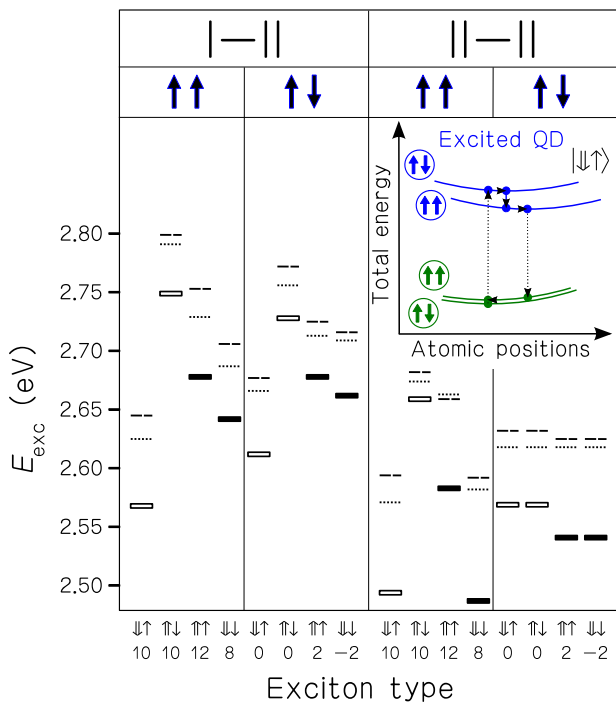 | — || || — ||
↑↑ ↑↓ ↑↑ ↑↓
Excited QD
|⇓⇓↑⟩
↑↓
↑↑
↑↑
↑↓
Total energy
Atomic positions
2.80
2.75
2.70
2.65
2.60
2.55
2.50
E_exc (eV)
⇓↑ ⇑↓ ⇑↑ ⇓↓ ⇓↑ ⇑↓ ⇑↑ ⇓↓ ⇓↑ ⇑↓ ⇑↑ ⇓↓ ⇓↑ ⇑↓ ⇑↑ ⇓↓
10 10 12 8 0 0 2 −2 10 10 12 8 0 0 2 −2
Exciton type